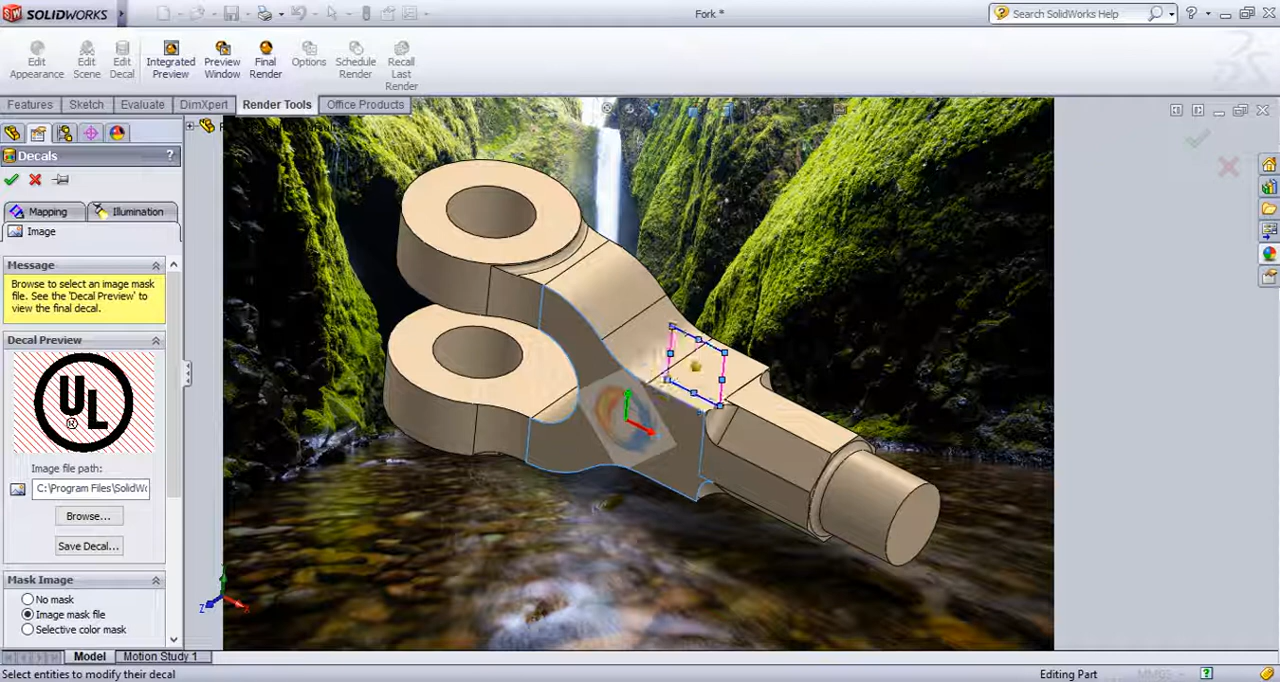 SOLIDWORKS
Fork *
Search SolidWorks Help
Edit Appearance
Edit Scene
Edit Decal
Integrated Preview
Preview Window
Final Render
Options
Schedule Render
Recall Last Render
Features
Sketch
Evaluate
DimXpert
Render Tools
Office Products
Decals
?
Mapping
Illumination
Image
Message
Browse to select an image mask
file. See the 'Decal Preview' to
view the final decal.
Decal Preview
UL
®
Image file path:
C:\Program Files\SolidWo
Browse...
Save Decal...
Mask Image
No mask
Image mask file
Selective color mask
Z
X
Model
Motion Study 1
Select entities to modify their decal
Editing Part
MMGS